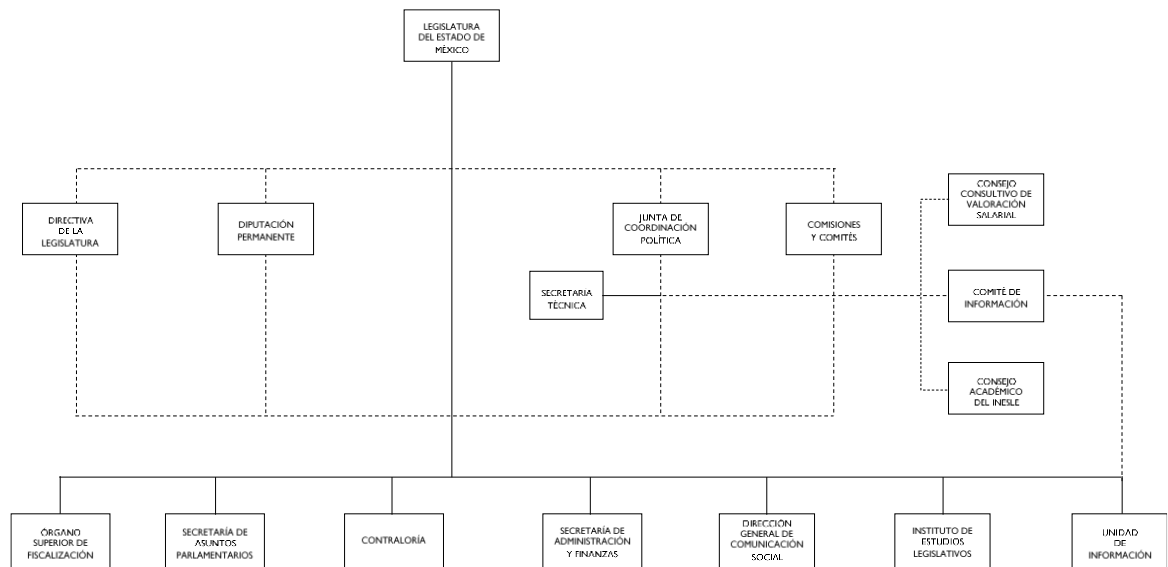 LEGISLATURA
DEL ESTADO DE
MÉXICO
DIRECTIVA
DE LA
LEGISLATURA
DIPUTACIÓN
PERMANENTE
JUNTA DE
COORDINACIÓN
POLÍTICA
COMISIONES
Y COMITÉS
CONSEJO
CONSULTIVO DE
VALORACIÓN
SALARIAL
SECRETARIA
TÉCNICA
COMITÉ DE
INFORMACIÓN
CONSEJO
ACADÉMICO
DEL INESLE
ÓRGANO
SUPERIOR DE
FISCALIZACIÓN
SECRETARÍA DE
ASUNTOS
PARLAMENTARIOS
CONTRALORÍA
SECRETARÍA DE
ADMINISTRACIÓN
Y FINANZAS
DIRECCIÓN
GENERAL DE
COMUNICACIÓN
SOCIAL
INSTITUTO DE
ESTUDIOS
LEGISLATIVOS
UNIDAD
DE
INFORMACIÓN